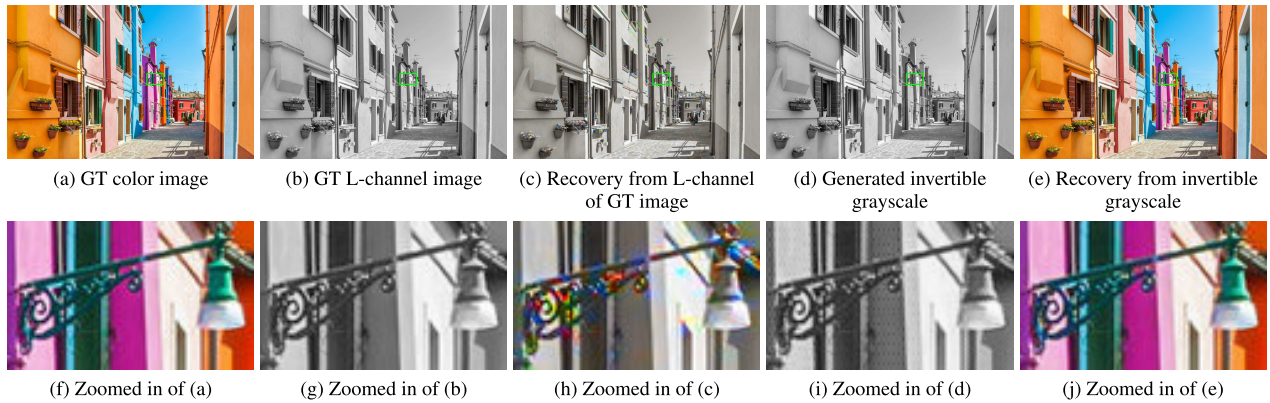 (a) GT color image
(b) GT L-channel image
(c) Recovery from L-channel
of GT image
(d) Generated invertible
grayscale
(e) Recovery from invertible
grayscale
(f) Zoomed in of (a)
(g) Zoomed in of (b)
(h) Zoomed in of (c)
(i) Zoomed in of (d)
(j) Zoomed in of (e)